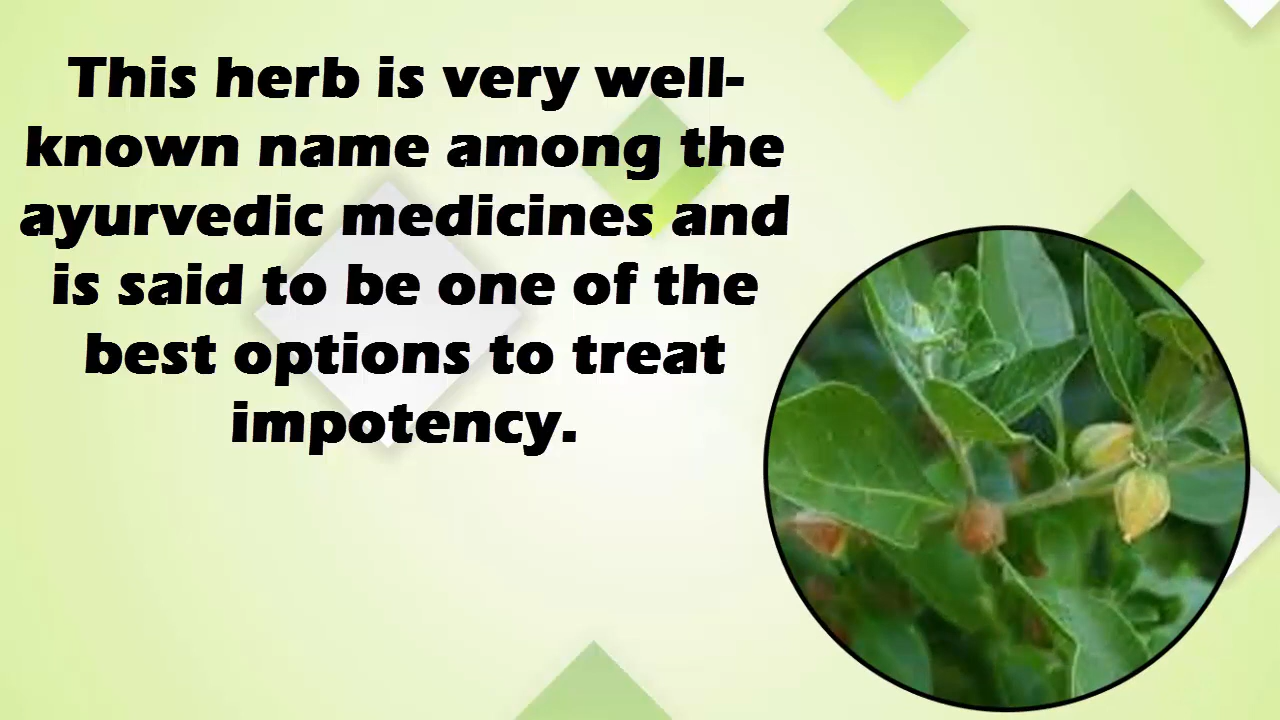 This herb is very well-
known name among the
ayurvedic medicines and
is said to be one of the
best options to treat
impotency.